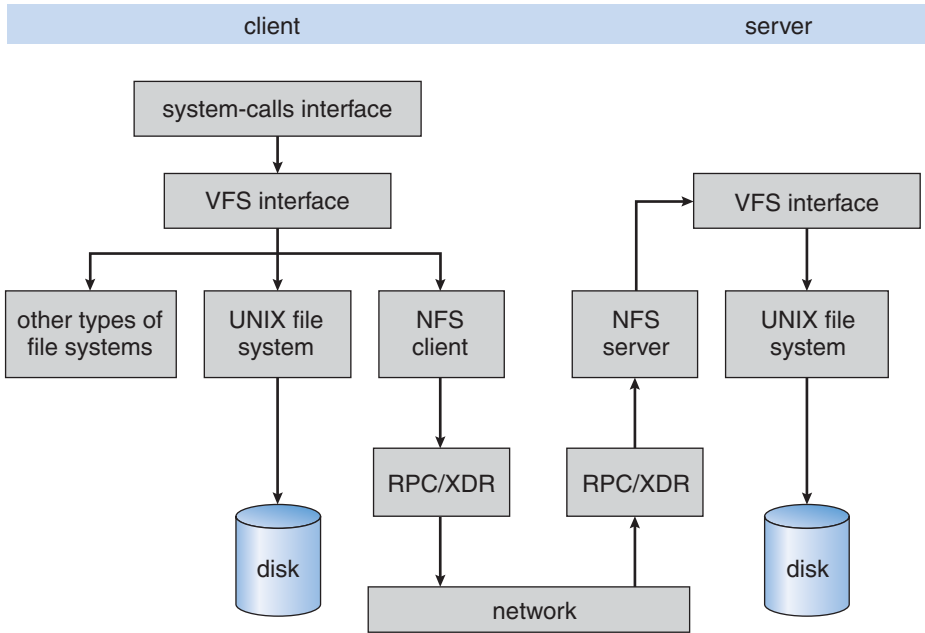 client
server
system-calls interface
VFS interface
VFS interface
other types of
file systems
UNIX file
system
NFS
client
NFS
server
UNIX file
system
RPC/XDR
RPC/XDR
disk
disk
network